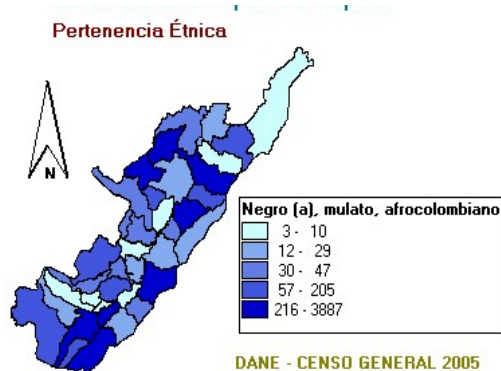 Pertenencia Étnica
N
Negro (a), mulato, afrocolombiano
3 - 10
12 - 29
30 - 47
57 - 205
216 - 3887
DANE - CENSO GENERAL 2005